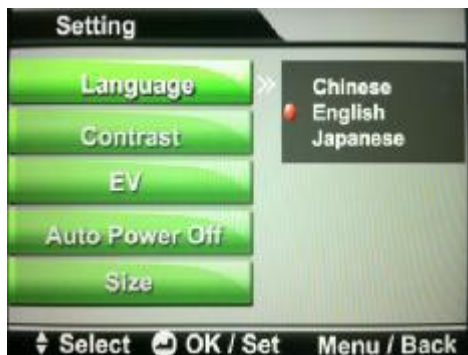 Setting
Language
Chinese
English
Japanese
Contrast
EV
Auto Power Off
Size
Select OK / Set Menu / Back